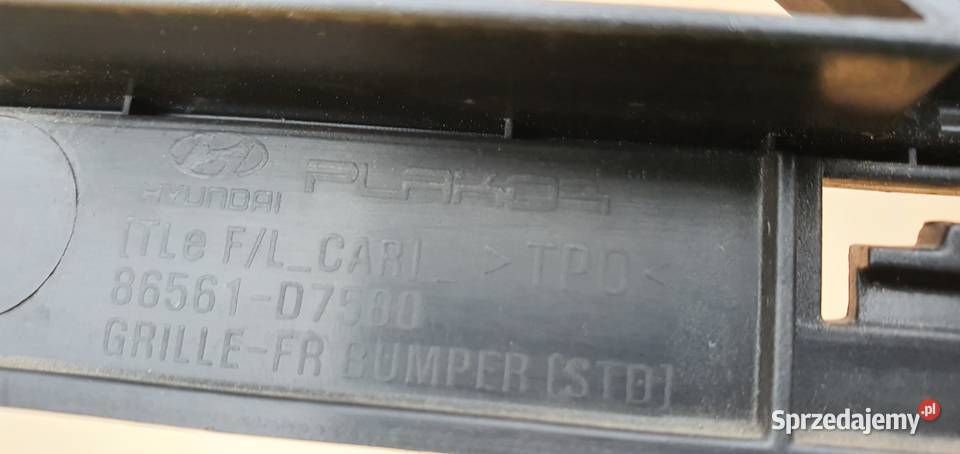 HYUNDAI PLAKOR
[TLe F/L_CAR] >TPO<
86561-D7500
GRILLE-FR BUMPER [STD]
Sprzedajemy.pl